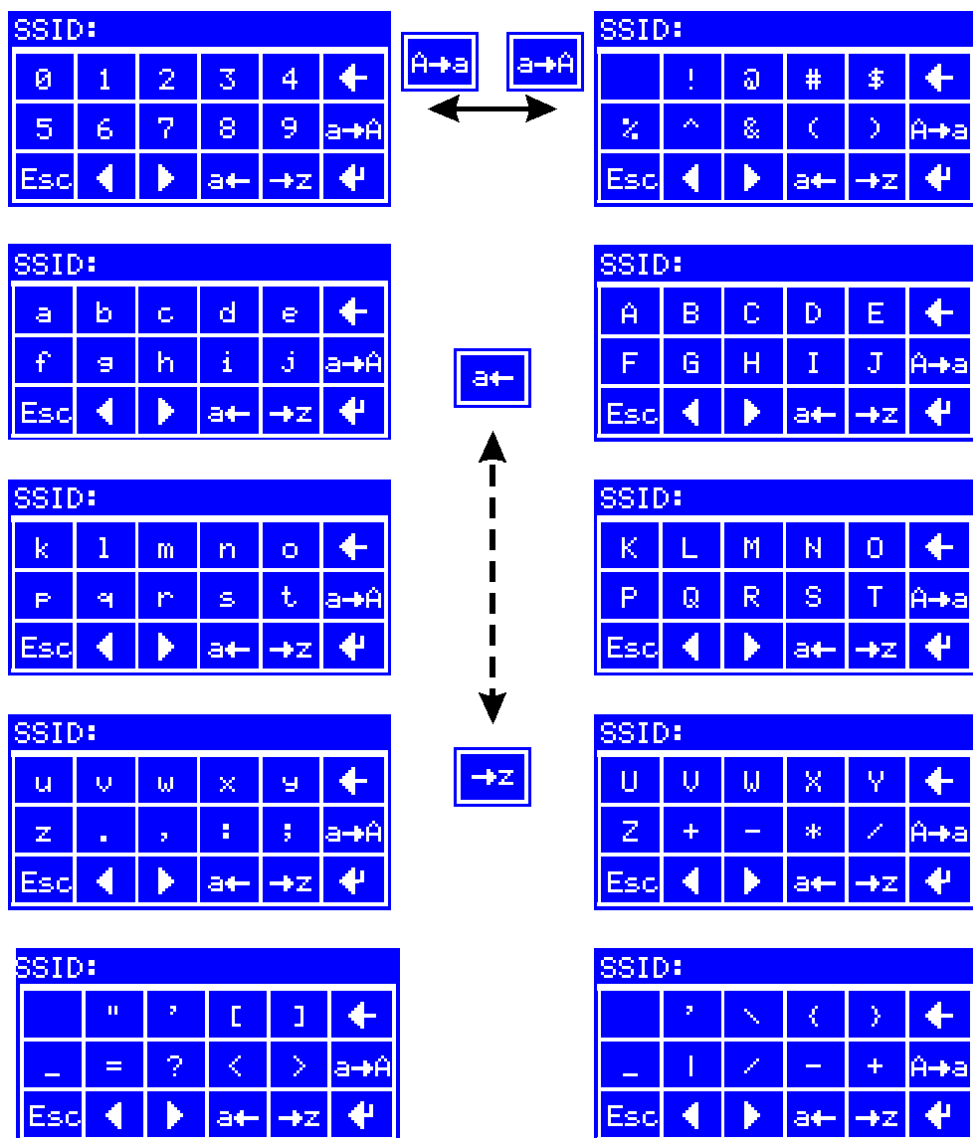 SSID:
0 1 2 3 4 ←
5 6 7 8 9 a→A
Esc ◀ ▶ a← →z ↵
A→a a→A
SSID:
! @ # $ ←
% ^ & ( ) A→a
Esc ◀ ▶ a← →z ↵
SSID:
a b c d e ←
f g h i j a→A
Esc ◀ ▶ a← →z ↵
a←
SSID:
A B C D E ←
F G H I J A→a
Esc ◀ ▶ a← →z ↵
SSID:
k l m n o ←
p q r s t a→A
Esc ◀ ▶ a← →z ↵
SSID:
K L M N O ←
P Q R S T A→a
Esc ◀ ▶ a← →z ↵
SSID:
u v w x y ←
z . , : ; a→A
Esc ◀ ▶ a← →z ↵
→z
SSID:
U V W X Y ←
Z + - * / A→a
Esc ◀ ▶ a← →z ↵
SSID:
" ' [ ] ←
_ = ? < > a→A
Esc ◀ ▶ a← →z ↵
SSID:
' \ { } ←
_ | / - + A→a
Esc ◀ ▶ a← →z ↵